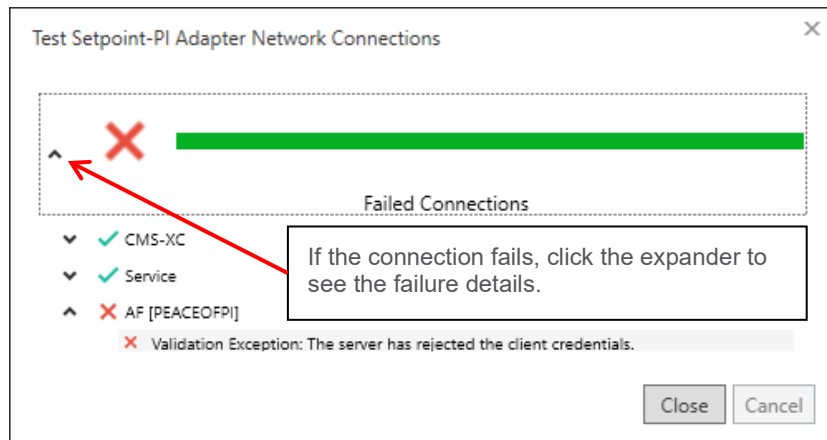 Test Setpoint-PI Adapter Network Connections
Failed Connections
CMS-XC
Service
AF [PEACEOFPI]
Validation Exception: The server has rejected the client credentials.
If the connection fails, click the expander to
see the failure details.
Close
Cancel